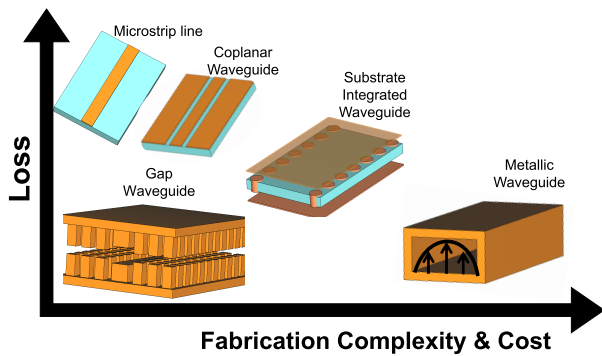 Microstrip line
Coplanar
Waveguide
Substrate
Integrated
Waveguide
Gap
Waveguide
Metallic
Waveguide
Loss
Fabrication Complexity & Cost